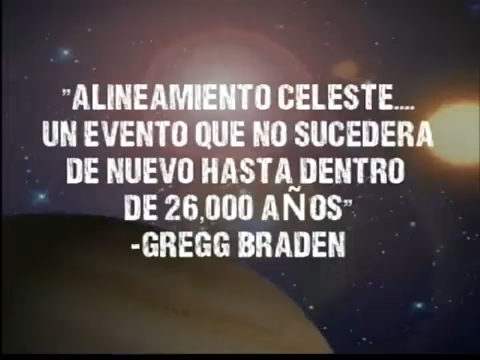 "ALINEAMIENTO CELESTE....
UN EVENTO QUE NO SUCEDERA
DE NUEVO HASTA DENTRO
DE 26,000 AÑOS"
-GREGG BRADEN